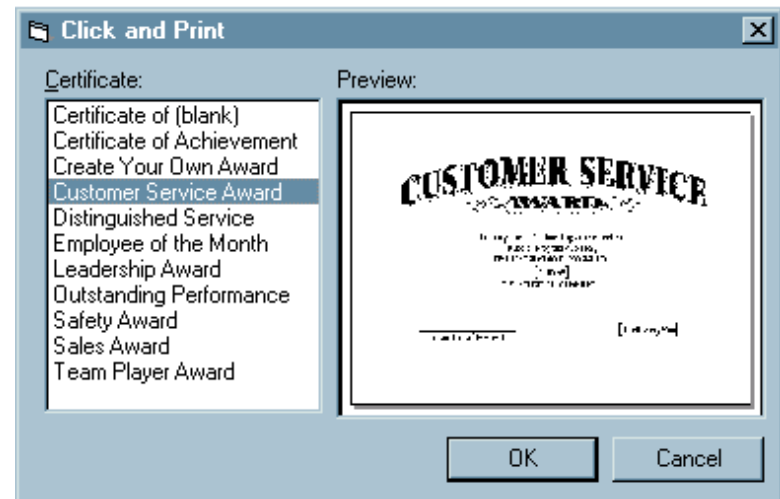 Click and Print
Certificate:
Certificate of (blank)
Certificate of Achievement
Create Your Own Award
Customer Service Award
Distinguished Service
Employee of the Month
Leadership Award
Outstanding Performance
Safety Award
Sales Award
Team Player Award
Preview:
CUSTOMER SERVICE
AWARD
OK
Cancel